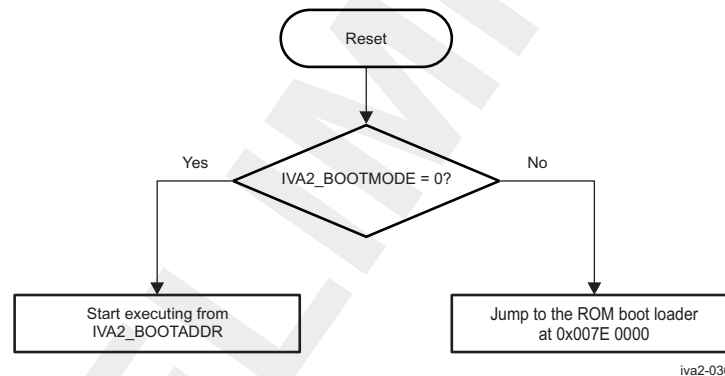 Reset
Yes
IVA2_BOOTMODE = 0?
No
Start executing from
IVA2_BOOTADDR
Jump to the ROM boot loader
at 0x007E 0000